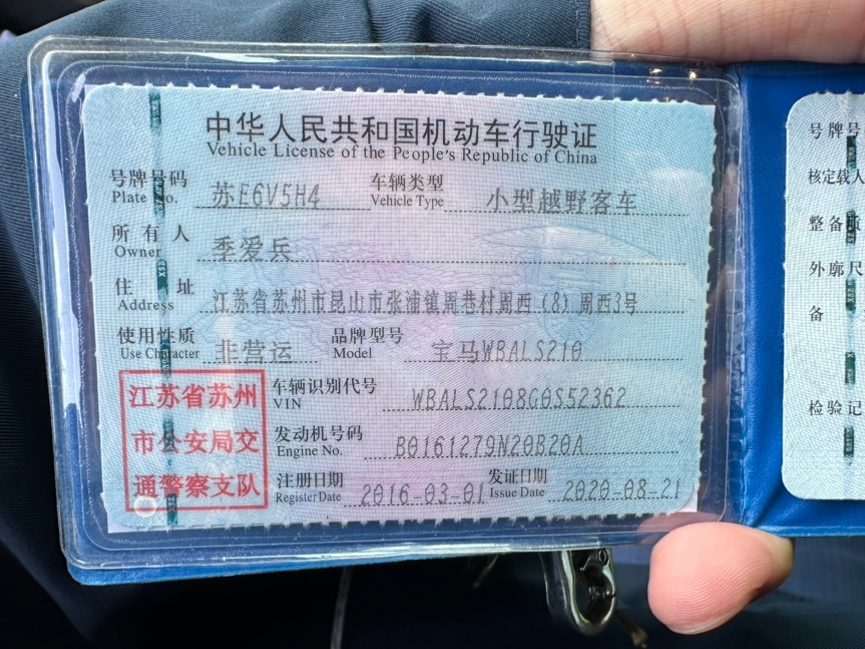 中华人民共和国机动车行驶证
Vehicle License of the People's Republic of China
号牌号码 苏E6V5H4 车辆类型 小型越野客车
Plate No. Vehicle Type
所有人 季爱兵
Owner
住址 江苏省苏州市昆山市张浦镇周巷村周西(8)周西3号
Address
使用性质 非营运 品牌型号 宝马WBALS210
Use Character Model
江苏省苏州
市公安局交
通警察支队
车辆识别代号 WBALS2108G0S52362
VIN
发动机号码 B0161279N20B20A
Engine No.
注册日期 2016-03-01 发证日期 2020-08-21
Register Date Issue Date
号牌号
核定载人
整备质
外廓尺
备
检验记